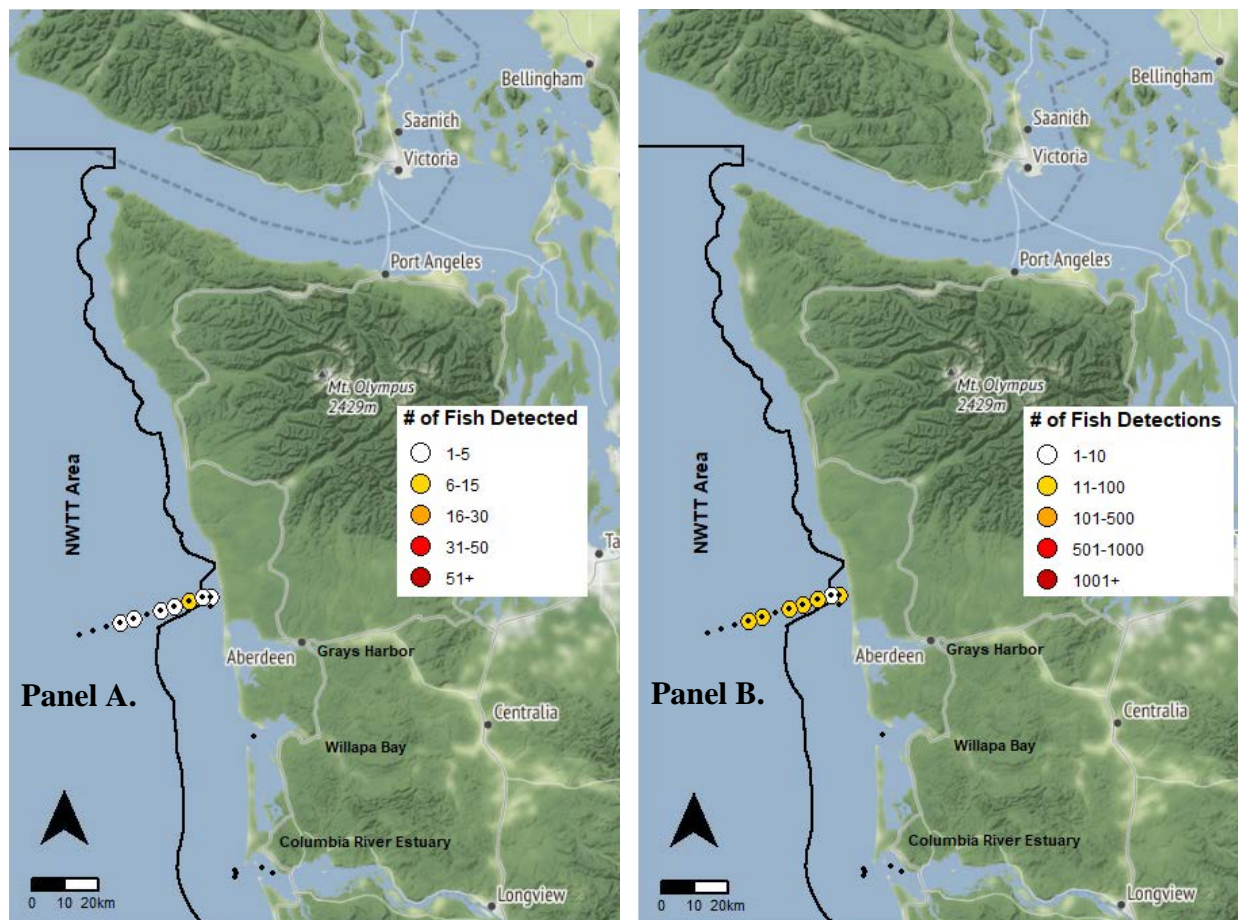 Bellingham
Saanich
Victoria
Port Angeles
Mt. Olympus
2429m
# of Fish Detected
1-5
6-15
16-30
31-50
51+
Ta
NWTT Area
Aberdeen
Grays Harbor
Panel A.
Centralia
Willapa Bay
Columbia River Estuary
Longview
0 10 20km
Bellingham
Saanich
Victoria
Port Angeles
Mt. Olympus
2429m
# of Fish Detections
1-10
11-100
101-500
501-1000
1001+
Ta
NWTT Area
Aberdeen
Grays Harbor
Panel B.
Centralia
Willapa Bay
Columbia River Estuary
Longview
0 10 20km